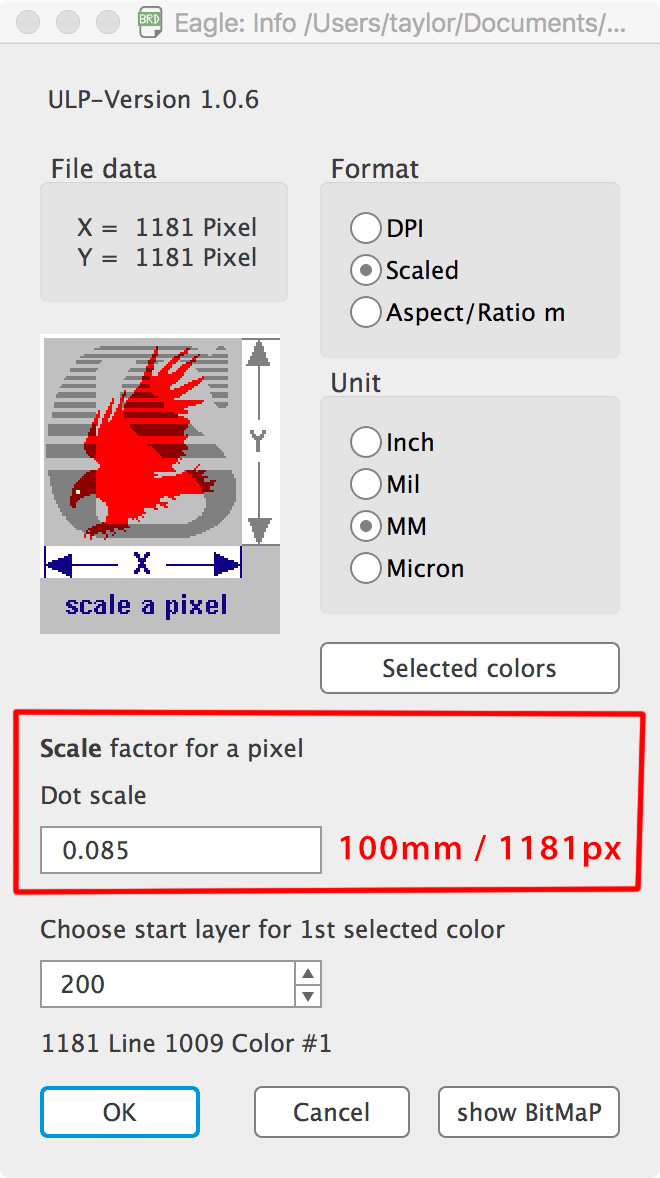 BRD
Eagle: Info /Users/taylor/Documents/...
ULP-Version 1.0.6
File data
X = 1181 Pixel
Y = 1181 Pixel
Format
DPI
Scaled
Aspect/Ratio m
Y
X
scale a pixel
Unit
Inch
Mil
MM
Micron
Selected colors
Scale factor for a pixel
Dot scale
0.085
100mm / 1181px
Choose start layer for 1st selected color
200
1181 Line 1009 Color #1
OK
Cancel
show BitMaP